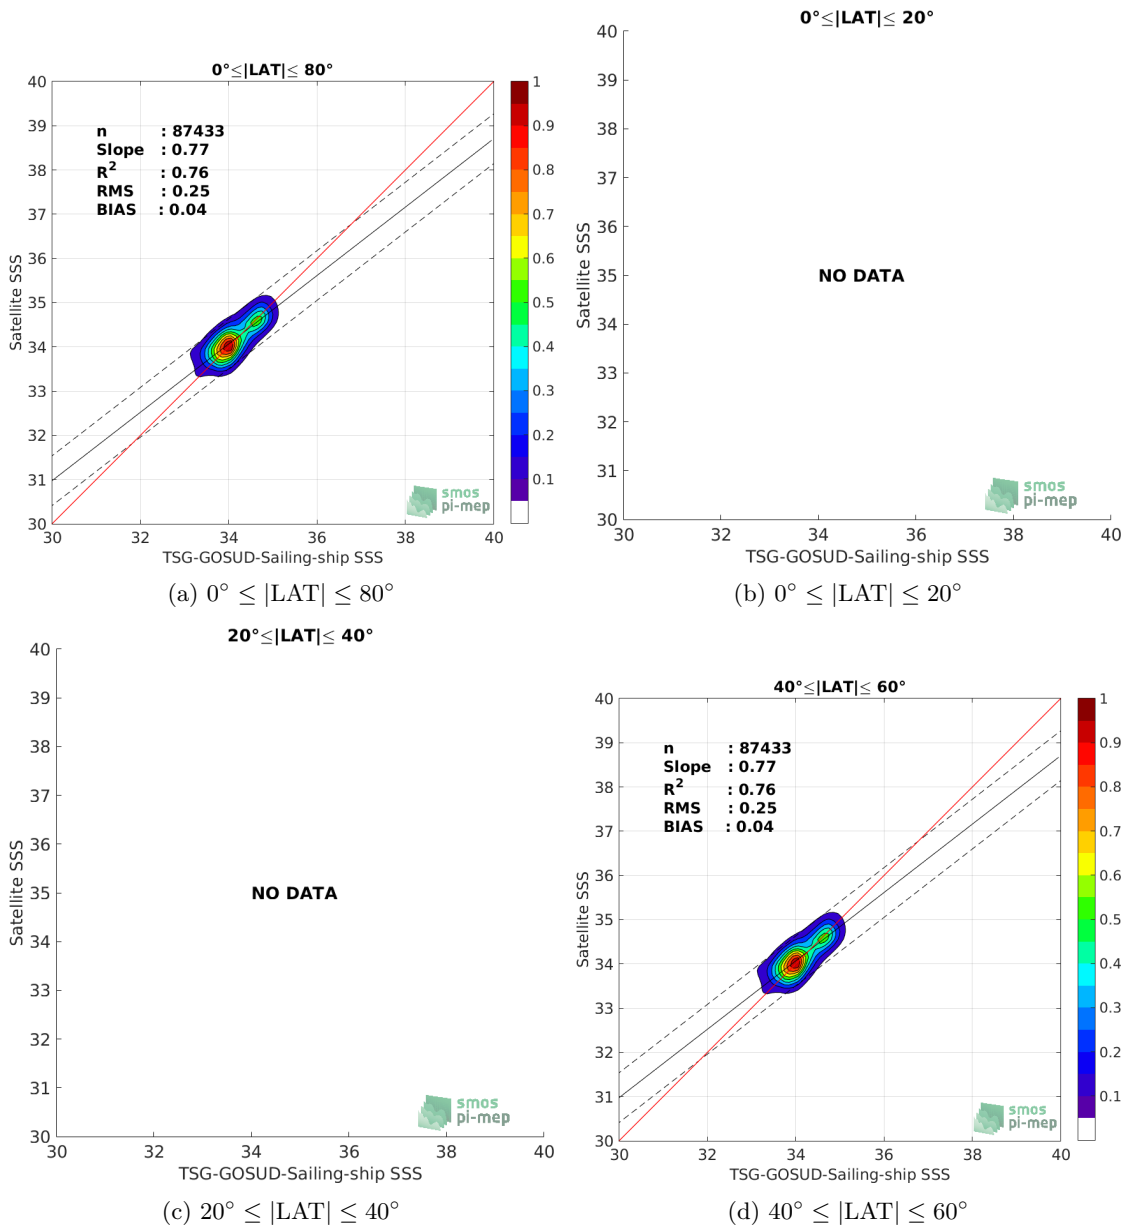 0°≤|LAT|≤ 80°
40
39
38
37
36
35
34
33
32
31
30
30
32
34
36
38
40
Satellite SSS
TSG-GOSUD-Sailing-ship SSS
n : 87433
Slope : 0.77
R² : 0.76
RMS : 0.25
BIAS : 0.04
1
0.9
0.8
0.7
0.6
0.5
0.4
0.3
0.2
0.1
smos
pi-mep
(a) 0° ≤ |LAT| ≤ 80°
0°≤|LAT|≤ 20°
40
39
38
37
36
35
34
33
32
31
30
30
32
34
36
38
40
Satellite SSS
TSG-GOSUD-Sailing-ship SSS
NO DATA
smos
pi-mep
(b) 0° ≤ |LAT| ≤ 20°
20°≤|LAT|≤ 40°
40
39
38
37
36
35
34
33
32
31
30
30
32
34
36
38
40
Satellite SSS
TSG-GOSUD-Sailing-ship SSS
NO DATA
smos
pi-mep
(c) 20° ≤ |LAT| ≤ 40°
40°≤|LAT|≤ 60°
40
39
38
37
36
35
34
33
32
31
30
30
32
34
36
38
40
Satellite SSS
TSG-GOSUD-Sailing-ship SSS
n : 87433
Slope : 0.77
R² : 0.76
RMS : 0.25
BIAS : 0.04
1
0.9
0.8
0.7
0.6
0.5
0.4
0.3
0.2
0.1
smos
pi-mep
(d) 40° ≤ |LAT| ≤ 60°